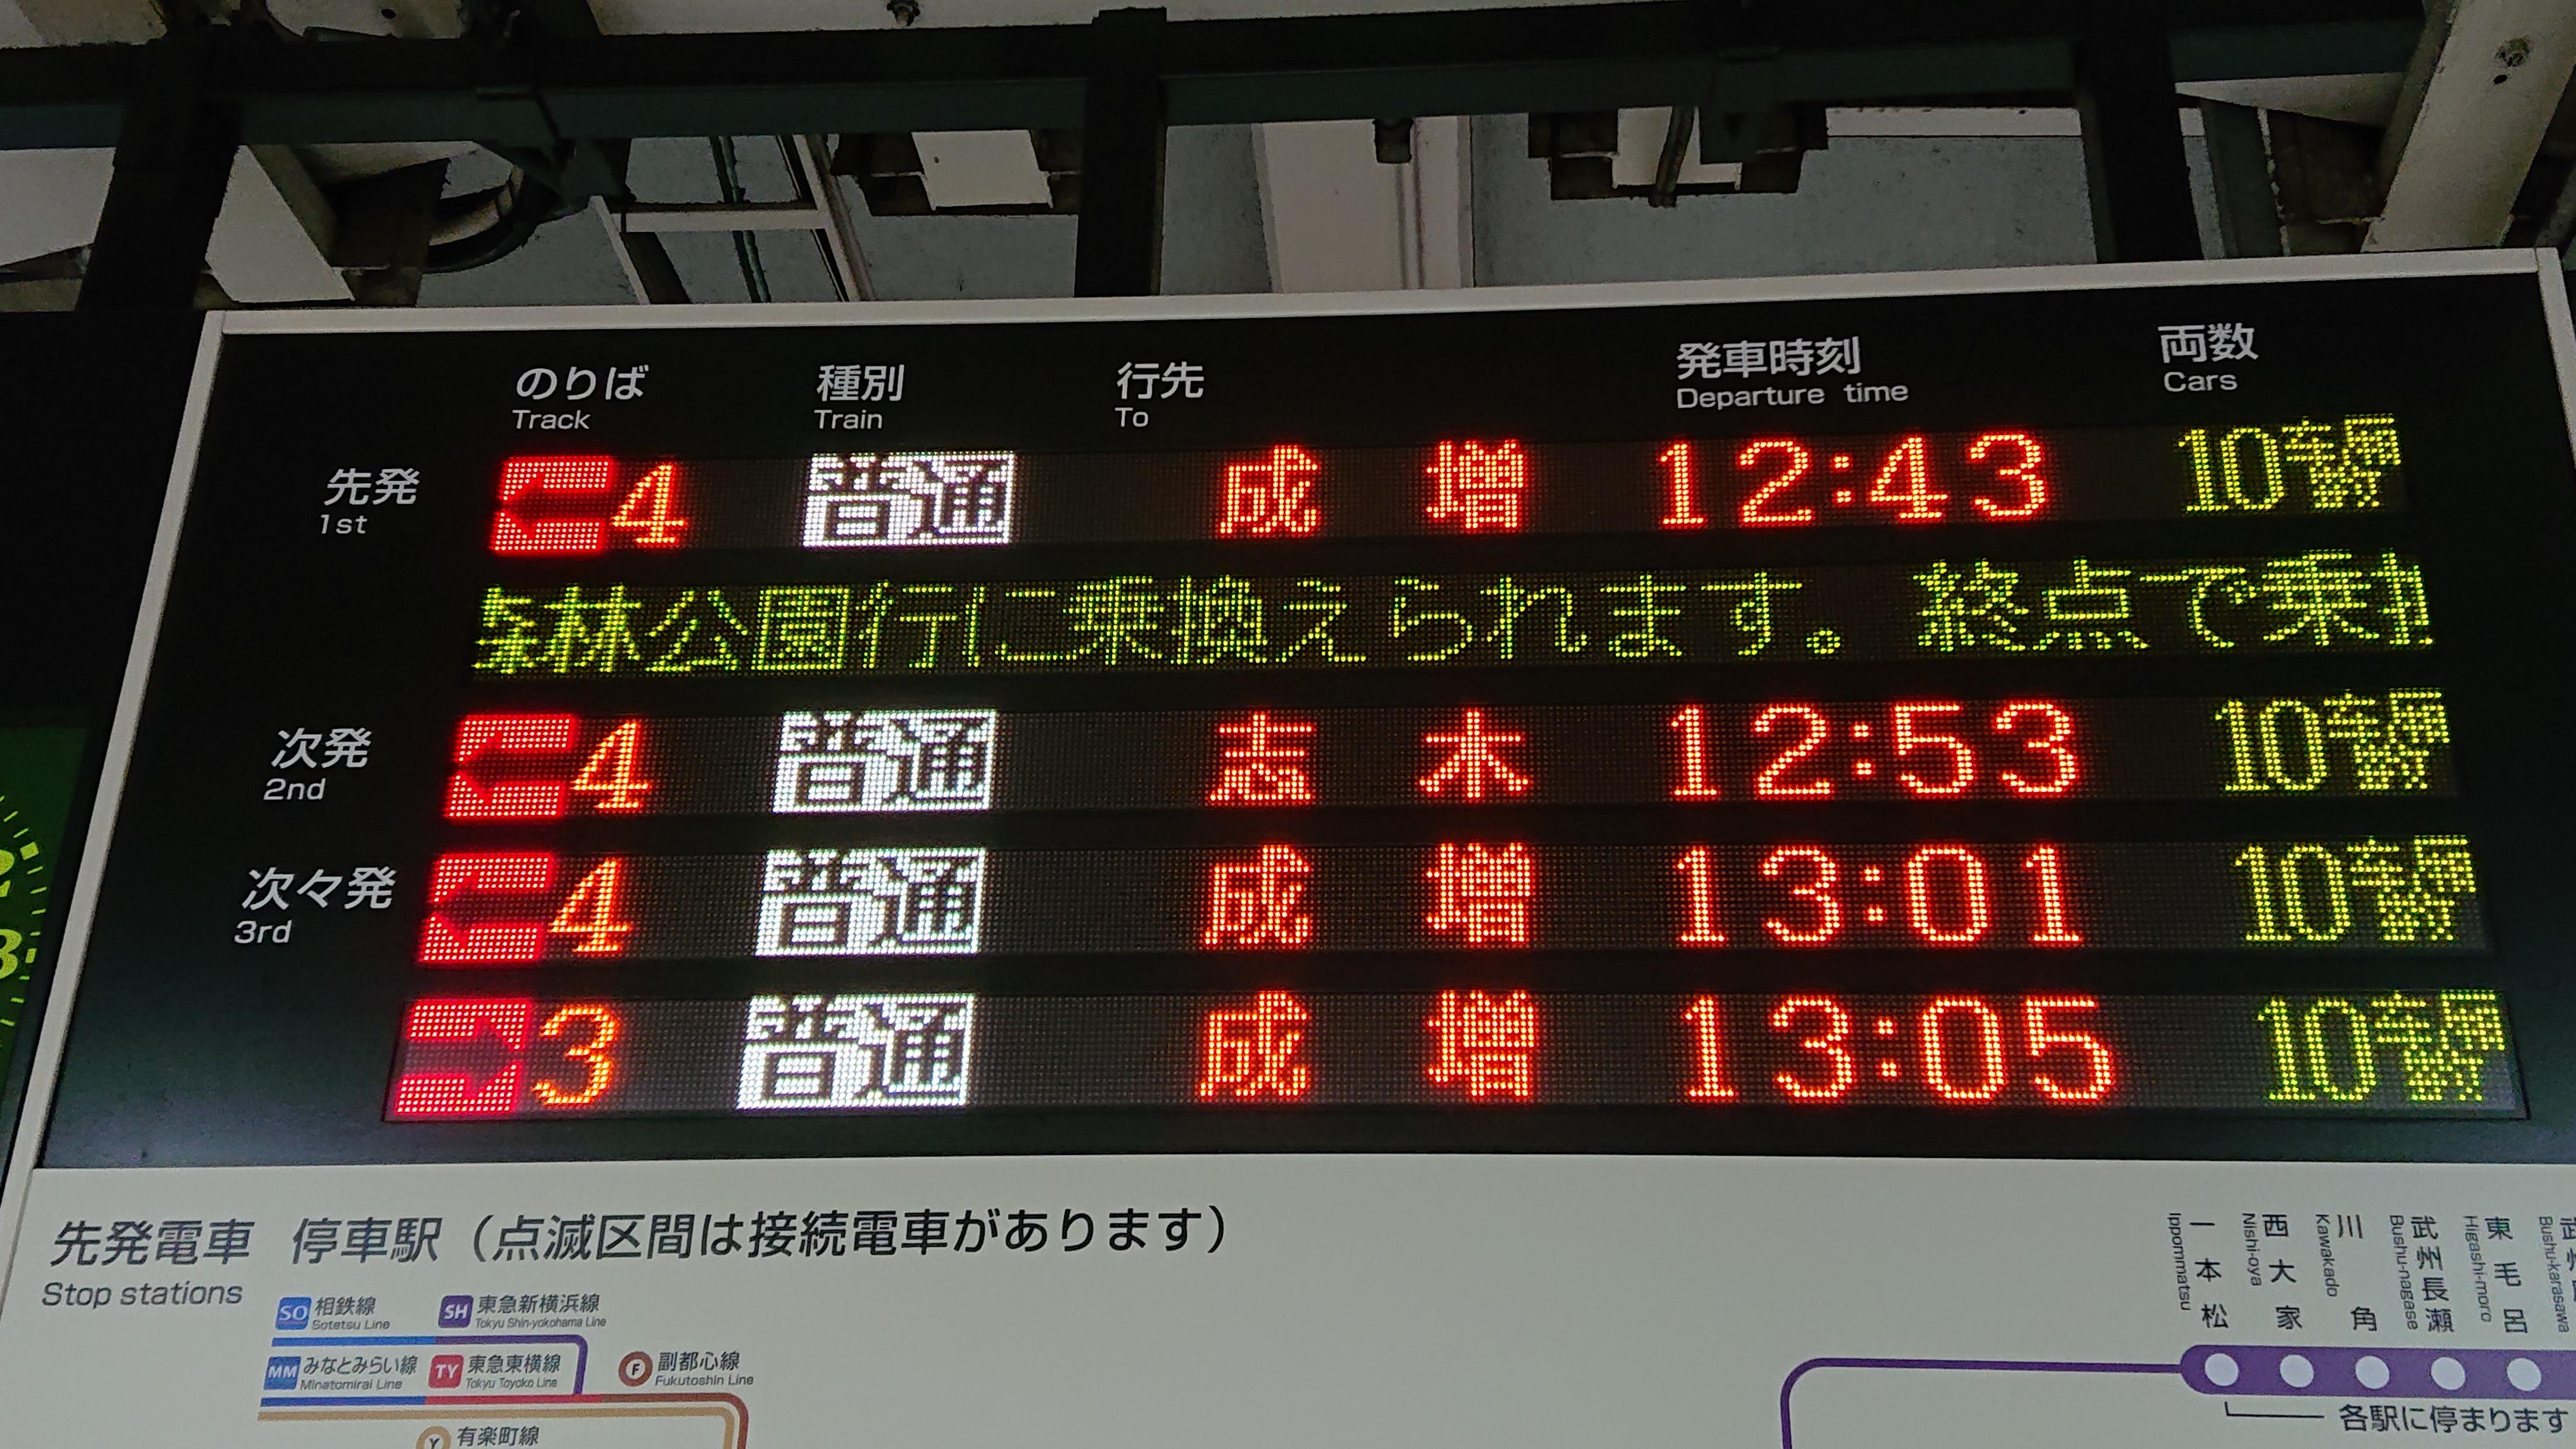 のりば 種別 行先 発車時刻 両数
Track Train To Departure time Cars
先発 4 普通 成増 12:43 10両
1st
森林公園行に乗換えられます。 終点で乗換
次発 4 普通 志木 12:53 10両
2nd
次々発 4 普通 成増 13:01 10両
3rd
3 普通 成増 13:05 10両
先発電車 停車駅（点滅区間は接続電車があります）
Stop stations
SO 相鉄線 SH 東急新横浜線
Sotetsu Line Tokyu Shin-yokohama Line
MM みなとみらい線 TY 東急東横線 F 副都心線
Minatomirai Line Tokyu Toyoko Line Fukutoshin Line
Y 有楽町線
一本松
Ippommatsu
西大家
Nishi-oya
川角
Kawakado
武州長瀬
Bushu-nagase
東毛呂
Higashi-moro
Bushu-karasawa
各駅に停まります